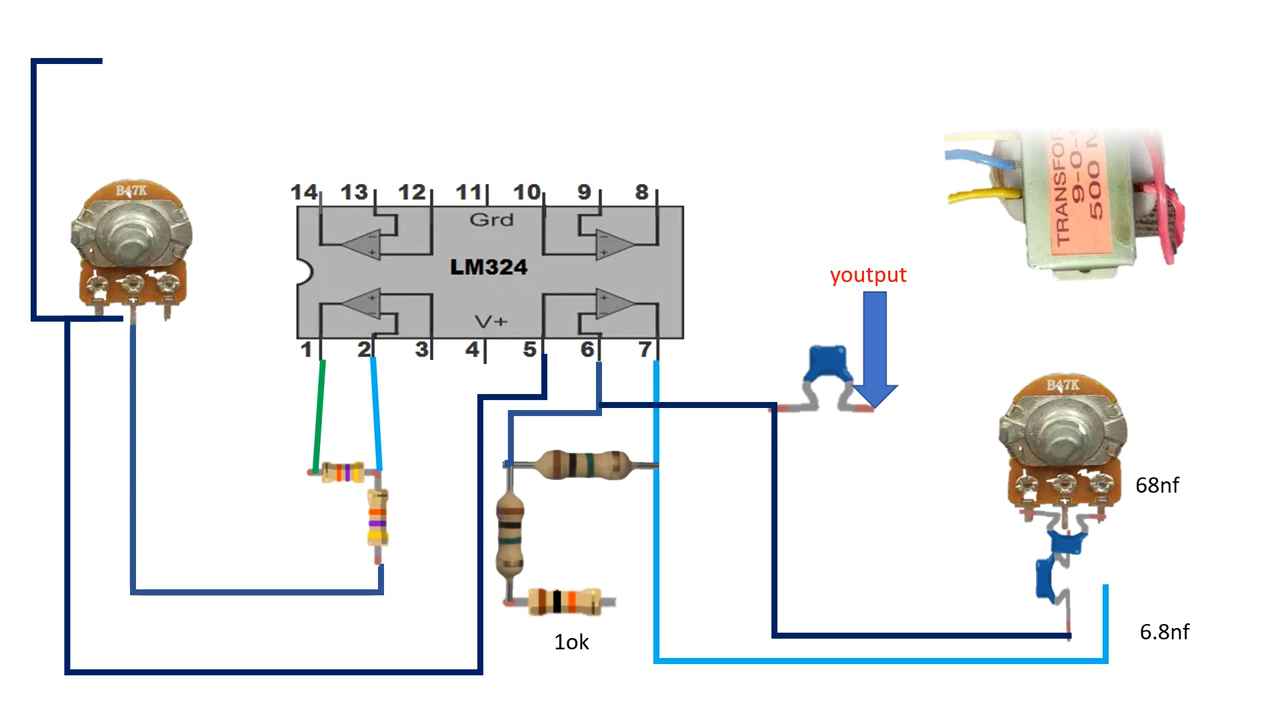 B47K
14 13 12 11 10 9 8
Grd
LM324
V+
1 2 3 4 5 6 7
TRANSFOR
9-0-
500 M
youtput
B47K
68nf
6.8nf
1ok